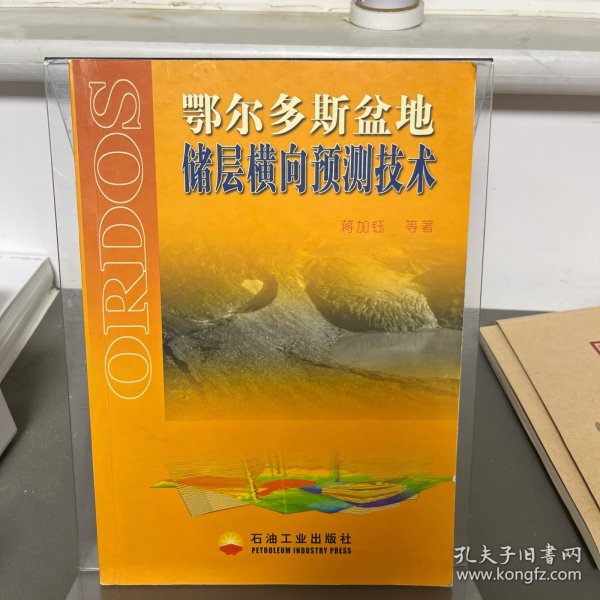 ORDOS
鄂尔多斯盆地
储层横向预测技术
蒋加钰 等著
石油工业出版社
PETROLEUM INDUSTRY PRESS
孔夫子旧书网
www.kongfz.com